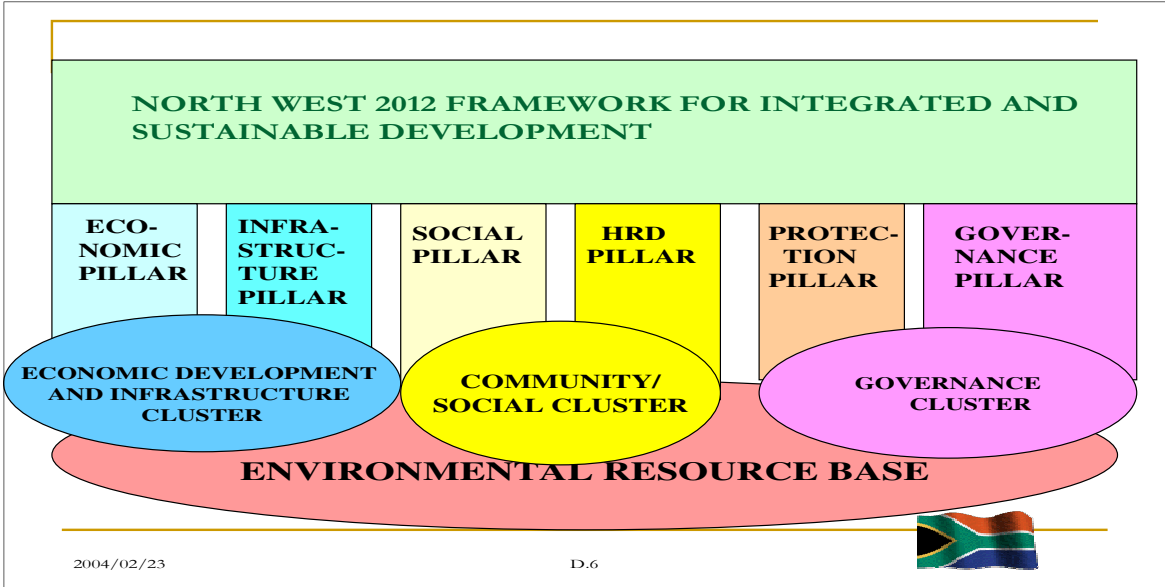 NORTH WEST 2012 FRAMEWORK FOR INTEGRATED AND
SUSTAINABLE DEVELOPMENT
ECO-
NOMIC
PILLAR
INFRA-
STRUC-
TURE
PILLAR
SOCIAL
PILLAR
HRD
PILLAR
PROTEC-
TION
PILLAR
GOVER-
NANCE
PILLAR
ECONOMIC DEVELOPMENT
AND INFRASTRUCTURE
CLUSTER
COMMUNITY/
SOCIAL CLUSTER
GOVERNANCE
CLUSTER
ENVIRONMENTAL RESOURCE BASE
2004/02/23
D.6